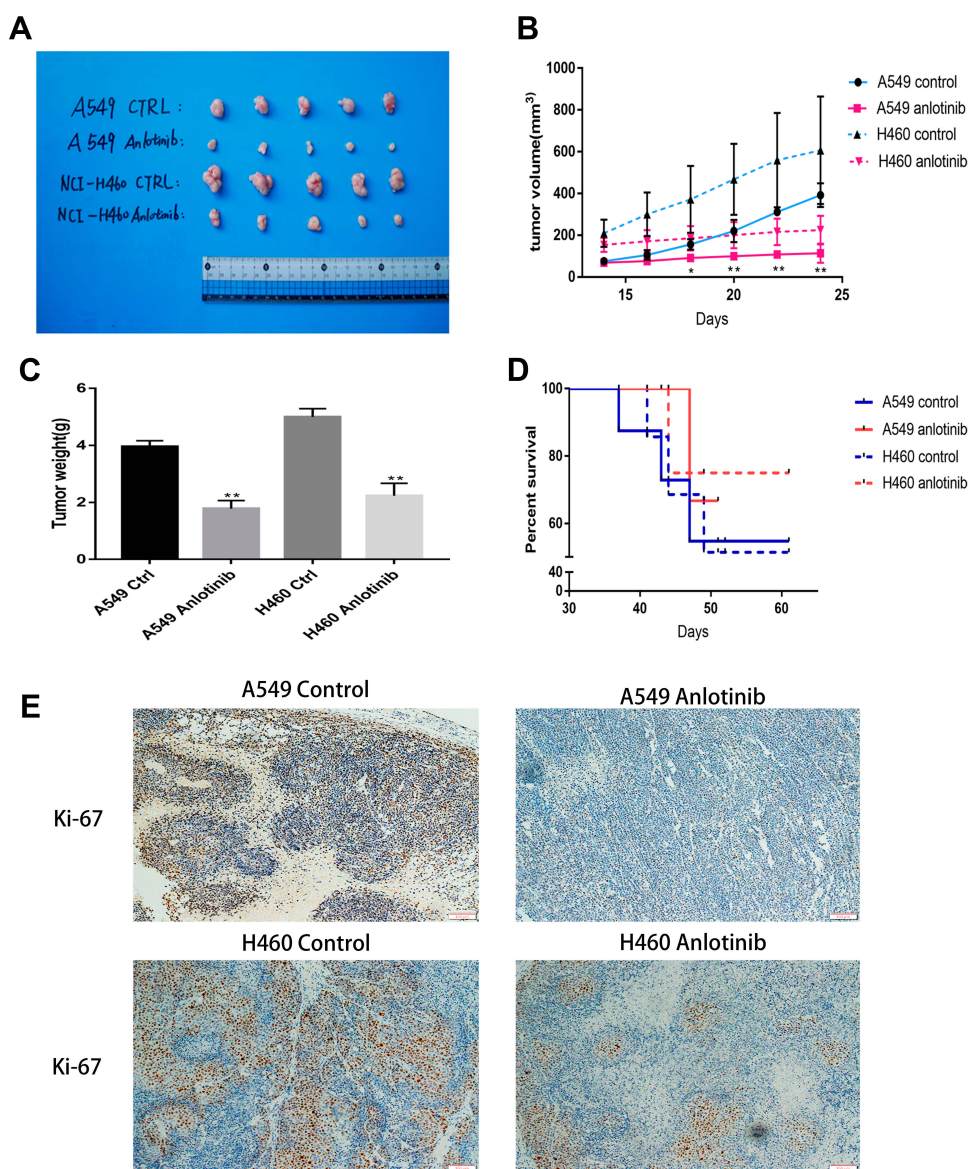 A
A549 CTRL:
A549 Anlotinib:
NCI-H460 CTRL:
NCI-H460 Anlotinib:
B
tumor volume(mm³)
1000
800
600
400
200
0
15
20
25
Days
*
**
**
**
A549 control
A549 anlotinib
H460 control
H460 anlotinib
C
Tumor weight(g)
6
4
2
0
**
**
A549 Ctrl
A549 Anlotinib
H460 Ctrl
H460 Anlotinib
D
Percent survival
100
80
60
40
0
30
40
50
60
Days
A549 control
A549 anlotinib
H460 control
H460 anlotinib
E
A549 Control
A549 Anlotinib
Ki-67
H460 Control
H460 Anlotinib
Ki-67